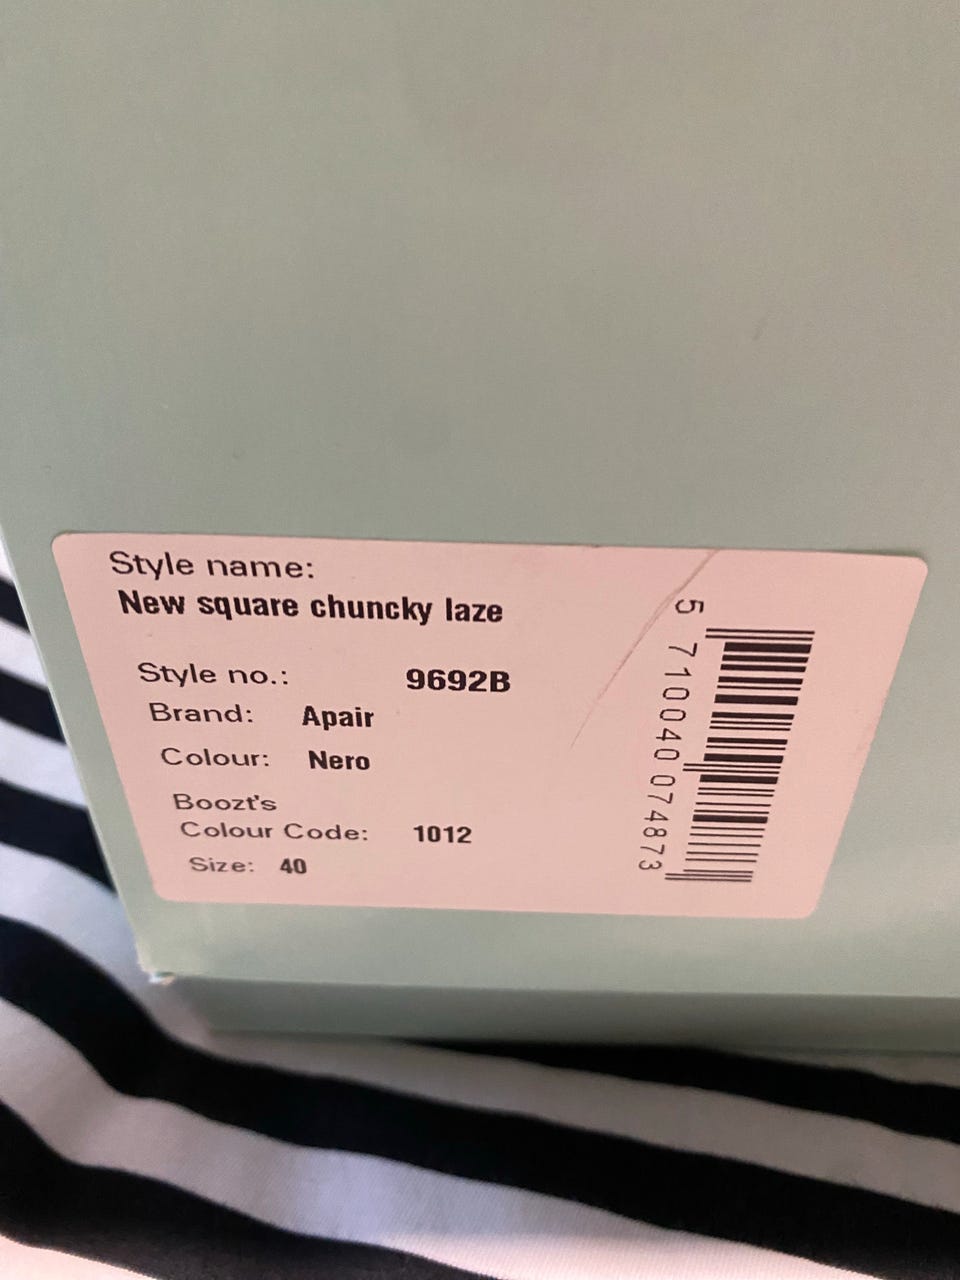 Style name:
New square chuncky laze
Style no.: 9692B
Brand: Apair
Colour: Nero
Boozt's
Colour Code: 1012
Size: 40
5 710040 074873